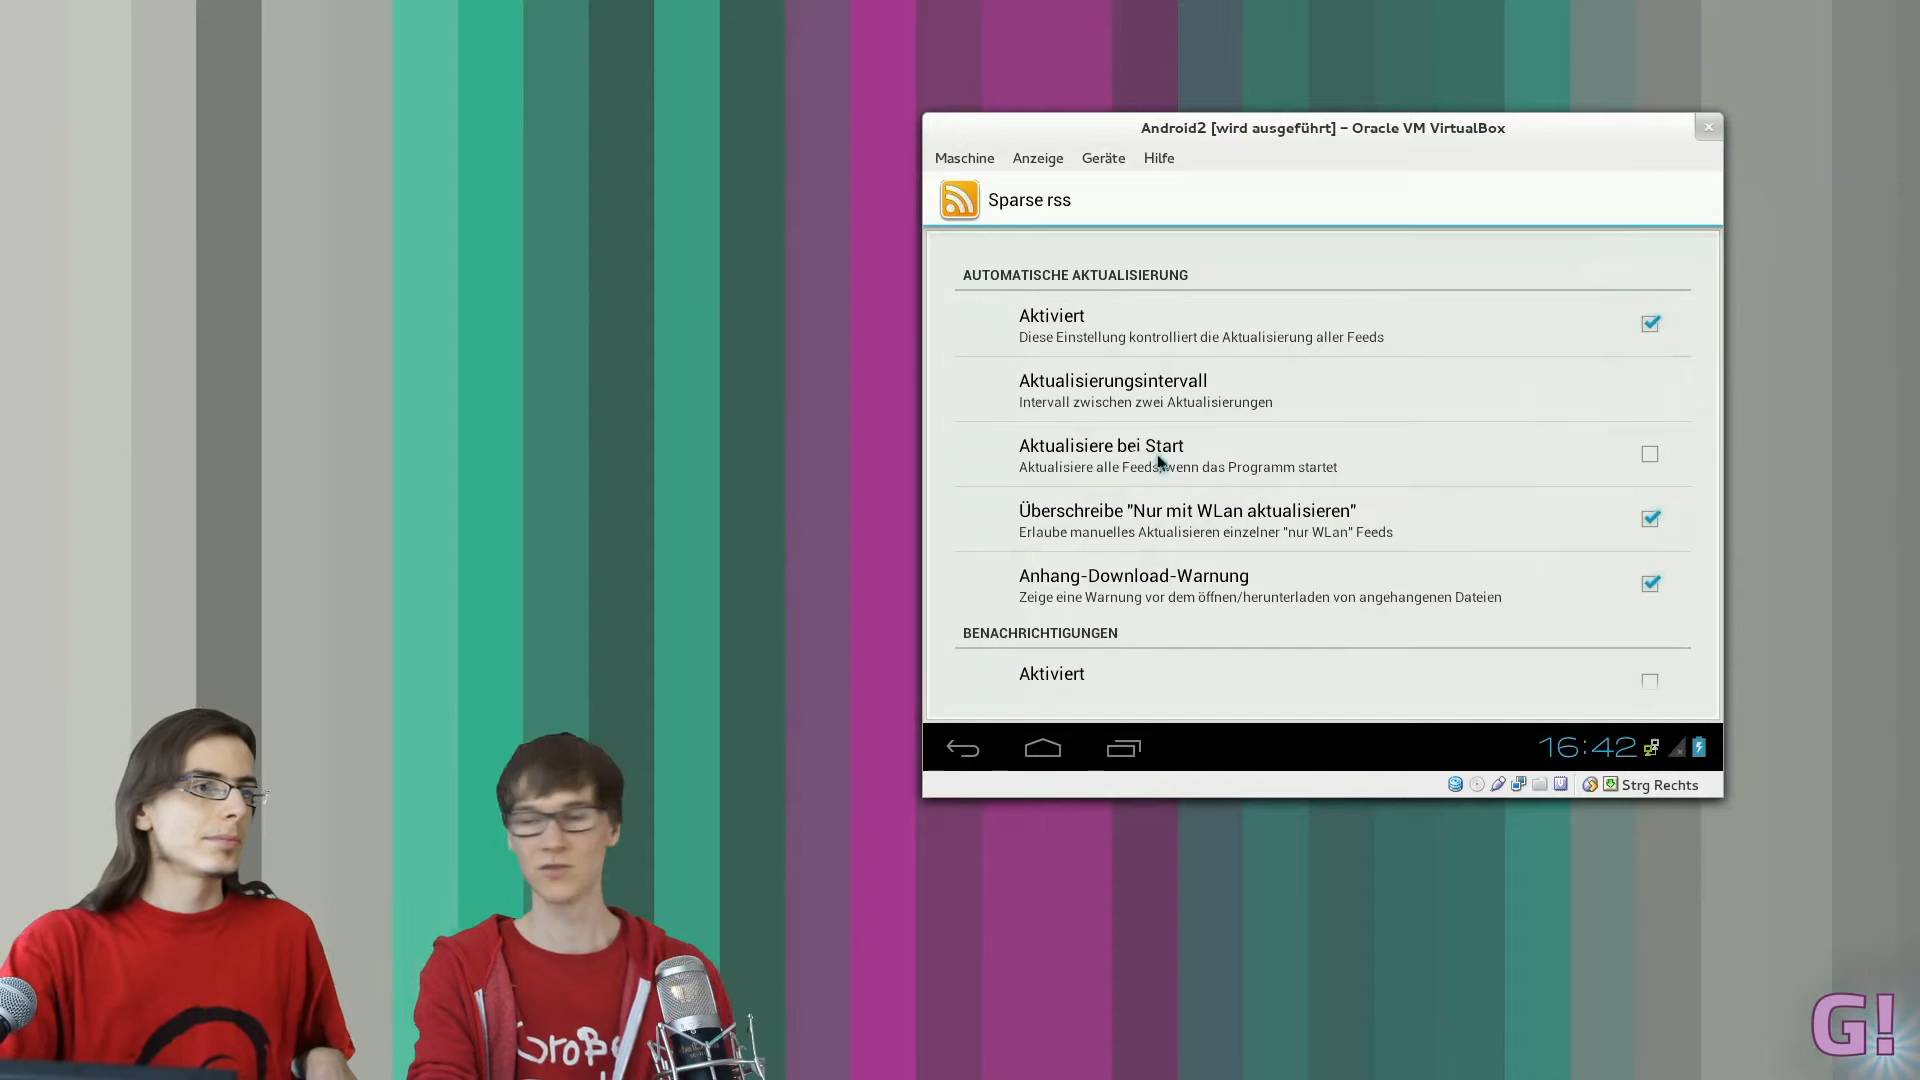 Android2 [wird ausgeführt] – Oracle VM VirtualBox
Maschine Anzeige Geräte Hilfe
Sparse rss
AUTOMATISCHE AKTUALISIERUNG
Aktiviert
Diese Einstellung kontrolliert die Aktualisierung aller Feeds
Aktualisierungsintervall
Intervall zwischen zwei Aktualisierungen
Aktualisiere bei Start
Aktualisiere alle Feeds, wenn das Programm startet
Überschreibe "Nur mit WLan aktualisieren"
Erlaube manuelles Aktualisieren einzelner "nur WLan" Feeds
Anhang-Download-Warnung
Zeige eine Warnung vor dem öffnen/herunterladen von angehangenen Dateien
BENACHRICHTIGUNGEN
Aktiviert
16:42
Strg Rechts
Große
G!